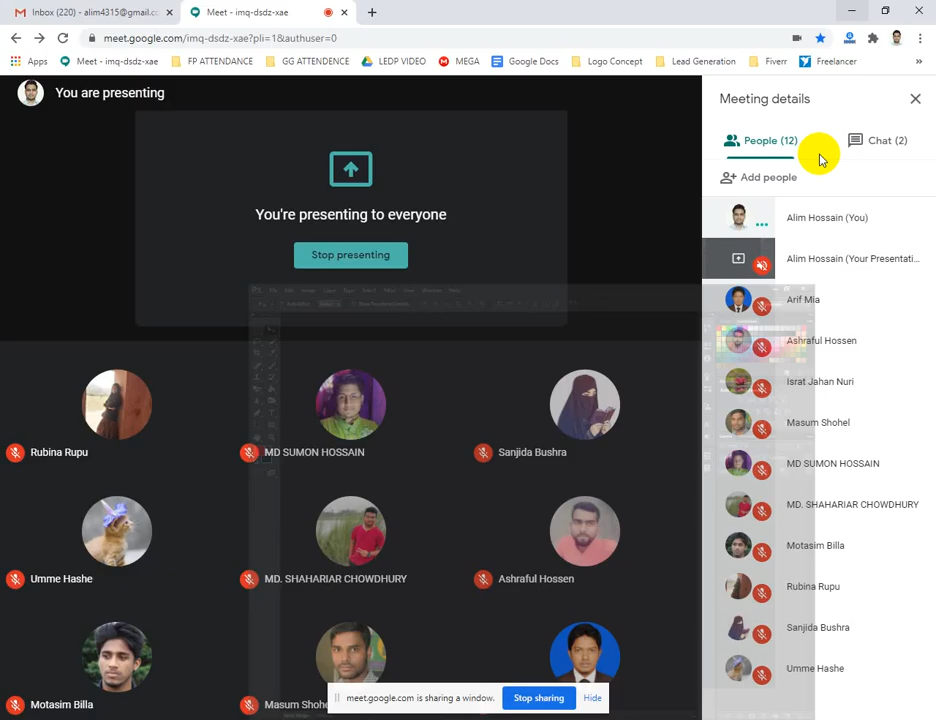 Inbox (220) - alim4315@gmail.co
Meet - imq-dsdz-xae
meet.google.com/imq-dsdz-xae?pli=1&authuser=0
Apps
Meet - imq-dsdz-xae
FP ATTENDANCE
GG ATTENDENCE
LEDP VIDEO
MEGA
Google Docs
Logo Concept
Lead Generation
Fiverr
Freelancer
You are presenting
You're presenting to everyone
Stop presenting
Rubina Rupu
MD SUMON HOSSAIN
Sanjida Bushra
Umme Hashe
MD. SHAHARIAR CHOWDHURY
Ashraful Hossen
Motasim Billa
Masum Shohe
meet.google.com is sharing a window.
Stop sharing
Hide
Meeting details
People (12)
Chat (2)
Add people
Alim Hossain (You)
Alim Hossain (Your Presentati...
Arif Mia
Ashraful Hossen
Israt Jahan Nuri
Masum Shohel
MD SUMON HOSSAIN
MD. SHAHARIAR CHOWDHURY
Motasim Billa
Rubina Rupu
Sanjida Bushra
Umme Hashe